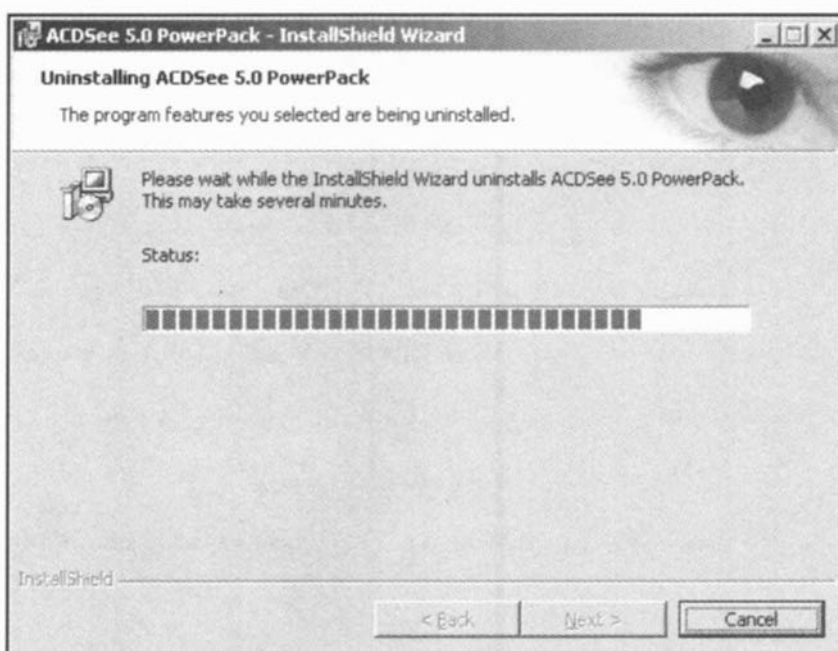 ACDSee 5.0 PowerPack - InstallShield Wizard
Uninstalling ACDSee 5.0 PowerPack
The program features you selected are being uninstalled.
Please wait while the InstallShield Wizard uninstalls ACDSee 5.0 PowerPack.
This may take several minutes.
Status:
InstallShield
< Back
Next >
Cancel